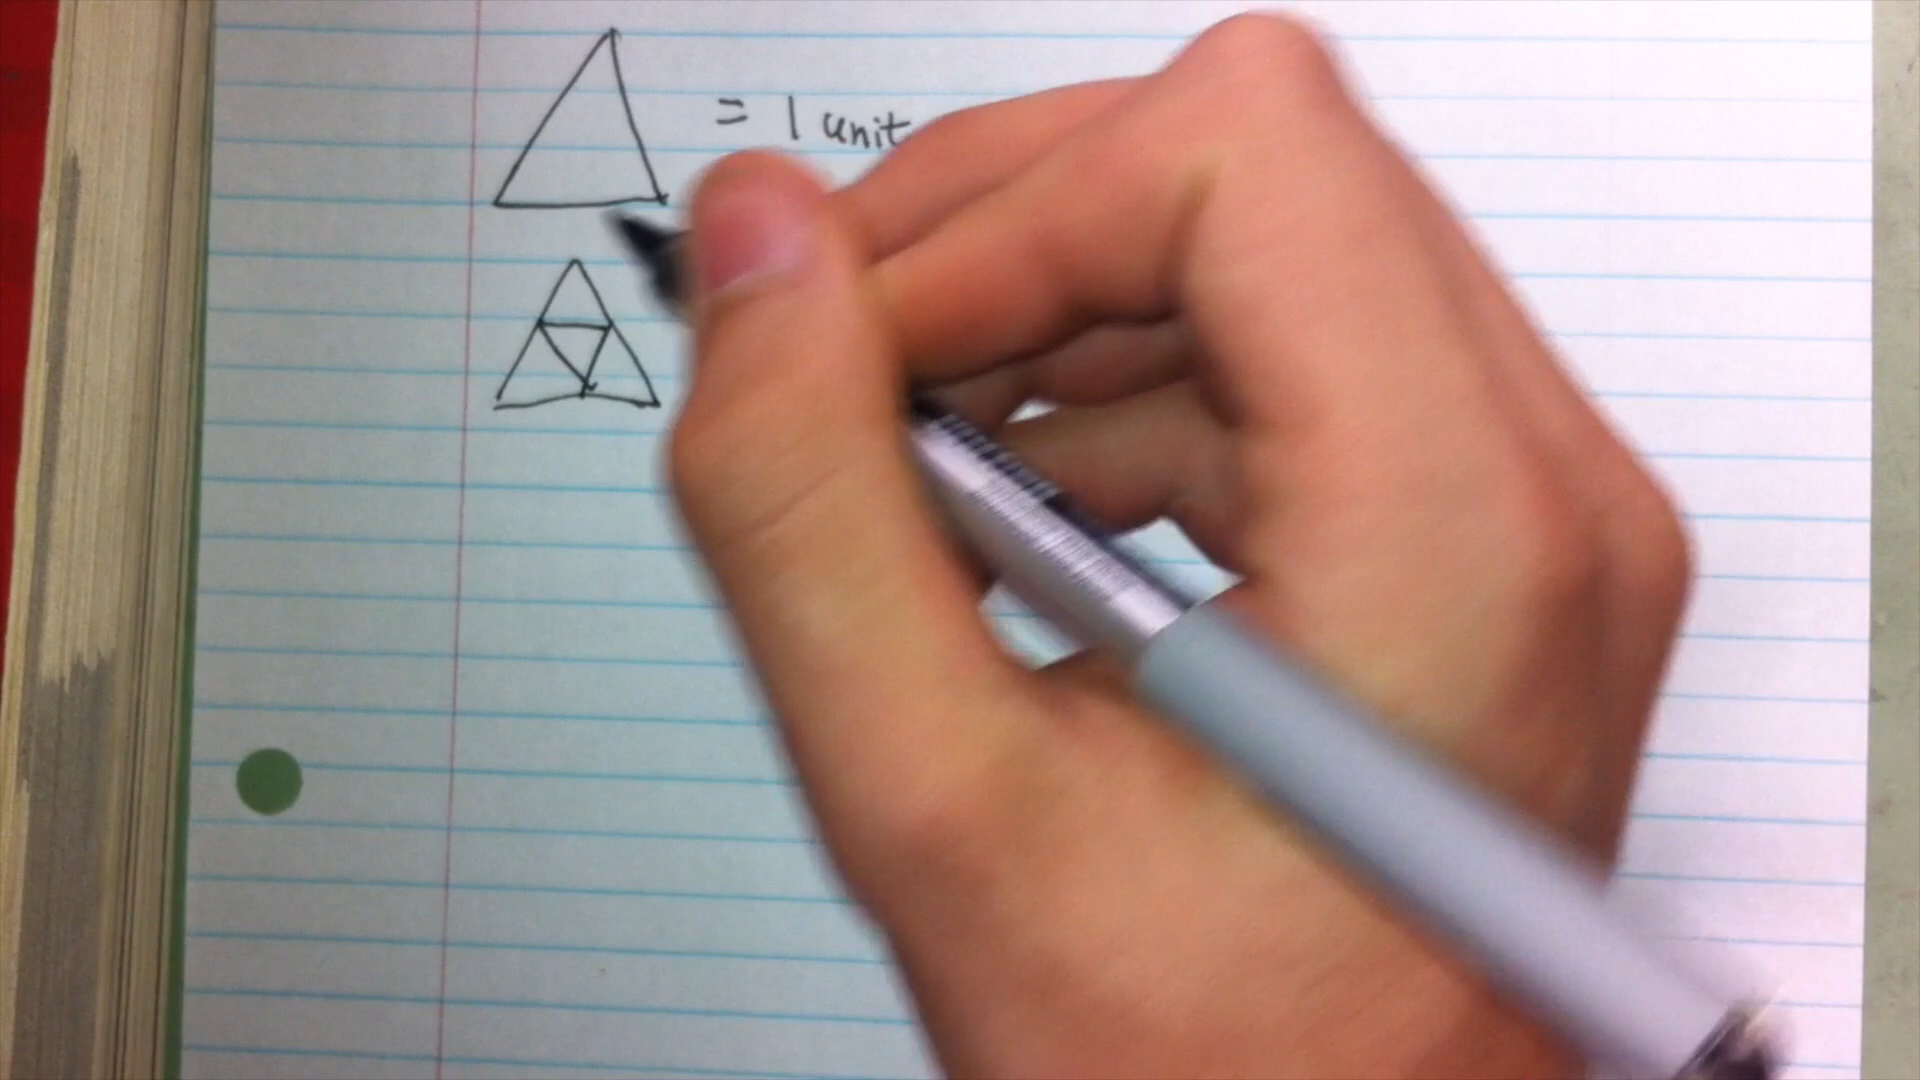 = 1 unit